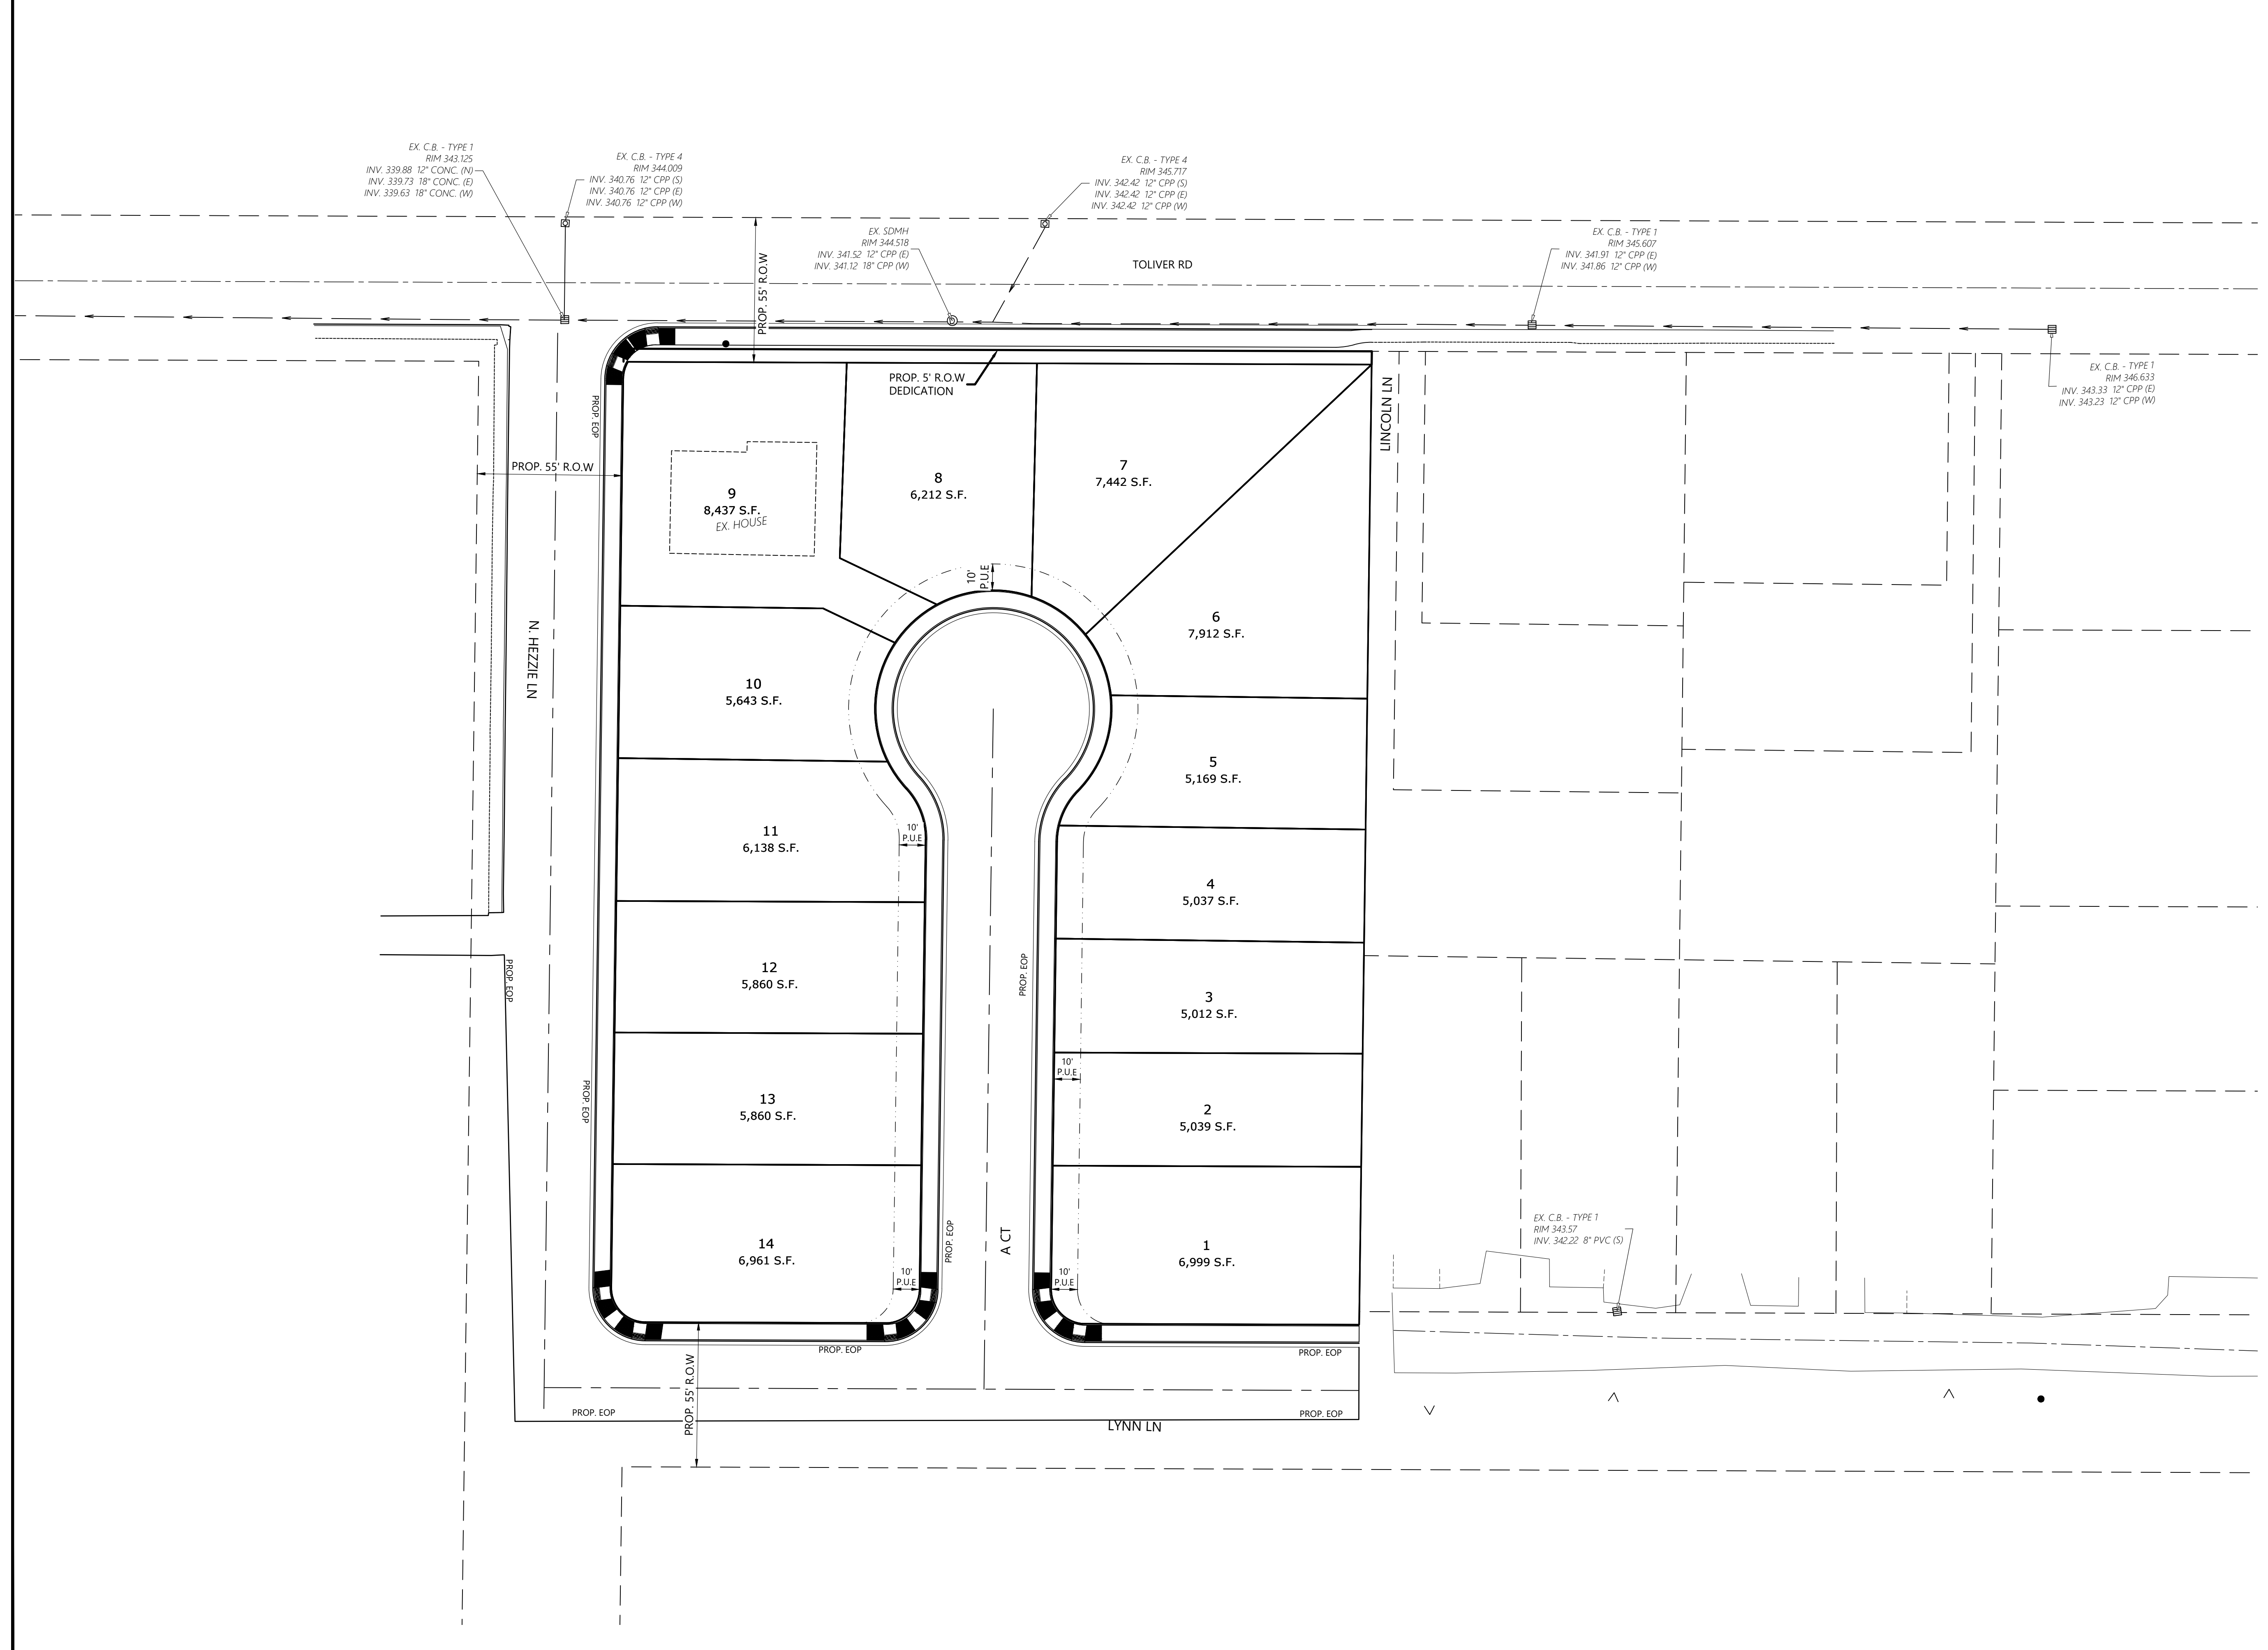 EX. C.B. - TYPE 1
RIM 343.125
INV. 339.88 12" CONC. (N)
INV. 339.73 18" CONC. (E)
INV. 339.63 18" CONC. (W)
EX. C.B. - TYPE 4
RIM 344.009
INV. 340.76 12" CPP (S)
INV. 340.76 12" CPP (E)
INV. 340.76 12" CPP (W)
EX. C.B. - TYPE 4
RIM 345.717
INV. 342.42 12" CPP (S)
INV. 342.42 12" CPP (E)
INV. 342.42 12" CPP (W)
EX. SDMH
RIM 344.518
INV. 341.52 12" CPP (E)
INV. 341.12 18" CPP (W)
EX. C.B. - TYPE 1
RIM 345.607
INV. 341.91 12" CPP (E)
INV. 341.86 12" CPP (W)
EX. C.B. - TYPE 1
RIM 346.633
INV. 343.33 12" CPP (E)
INV. 343.23 12" CPP (W)
TOLIVER RD
PROP. 55' R.O.W
PROP. 5' R.O.W
DEDICATION
LINCOLN LN
PROP. EOP
PROP. 55' R.O.W
9
8,437 S.F.
EX. HOUSE
8
6,212 S.F.
7
7,442 S.F.
10'
P.U.E
6
7,912 S.F.
N. HEZZIE LN
10
5,643 S.F.
5
5,169 S.F.
11
6,138 S.F.
10'
P.U.E
4
5,037 S.F.
PROP. EOP
12
5,860 S.F.
PROP. EOP
3
5,012 S.F.
10'
P.U.E
PROP. EOP
13
5,860 S.F.
2
5,039 S.F.
14
6,961 S.F.
10'
P.U.E
PROP. EOP
A CT
10'
P.U.E
1
6,999 S.F.
EX. C.B. - TYPE 1
RIM 343.57
INV. 342.22 8" PVC (S)
PROP. EOP
PROP. EOP
PROP. 55' R.O.W
PROP. EOP
PROP. EOP
LYNN LN